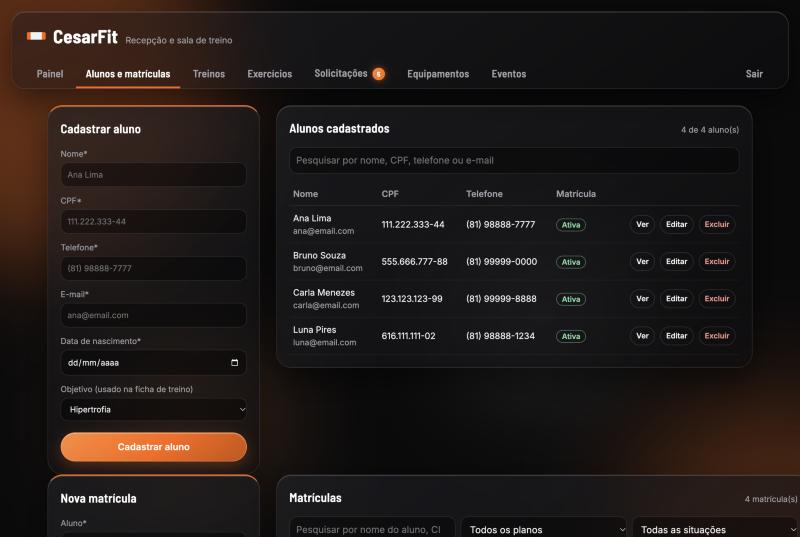 CesarFit Recepção e sala de treino
Painel Alunos e matrículas Treinos Exercícios Solicitações 5 Equipamentos Eventos Sair
Cadastrar aluno
Nome*
Ana Lima
CPF*
111.222.333-44
Telefone*
(81) 98888-7777
E-mail*
ana@email.com
Data de nascimento*
dd/mm/aaaa
Objetivo (usado na ficha de treino)
Hipertrofia
Cadastrar aluno
Alunos cadastrados 4 de 4 aluno(s)
Pesquisar por nome, CPF, telefone ou e-mail
Nome CPF Telefone Matrícula
Ana Lima
ana@email.com
111.222.333-44 (81) 98888-7777 Ativa Ver Editar Excluir
Bruno Souza
bruno@email.com
555.666.777-88 (81) 99999-0000 Ativa Ver Editar Excluir
Carla Menezes
carla@email.com
123.123.123-99 (81) 99999-8888 Ativa Ver Editar Excluir
Luna Pires
luna@email.com
616.111.111-02 (81) 98888-1234 Ativa Ver Editar Excluir
Nova matrícula
Aluno*
Matrículas 4 matrícula(s)
Pesquisar por nome do aluno, CI Todos os planos Todas as situações